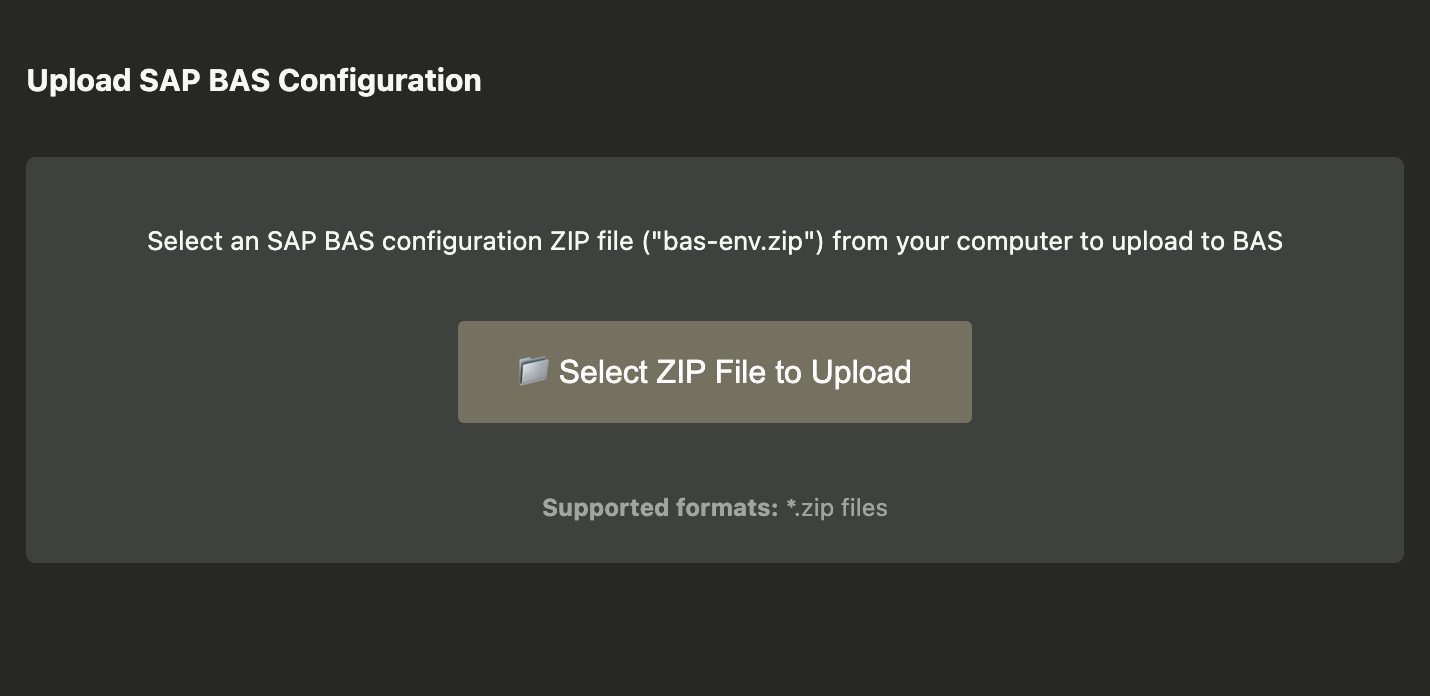 Upload SAP BAS Configuration
Select an SAP BAS configuration ZIP file ("bas-env.zip") from your computer to upload to BAS
Select ZIP File to Upload
Supported formats: *.zip files